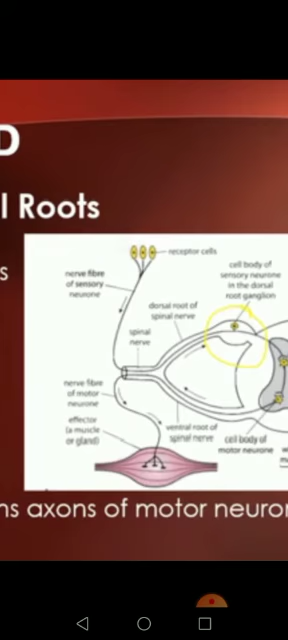 D
l Roots
s
receptor cells
cell body of
sensory neurone
in the dorsal
root ganglion
nerve fibre
of sensory
neurone
dorsal root of
spinal nerve
spinal
nerve
nerve fibre
of motor
neurone
effector
(a muscle
or gland)
ventral root of
spinal nerve
cell body of
motor neurone
ns axons of motor neuron